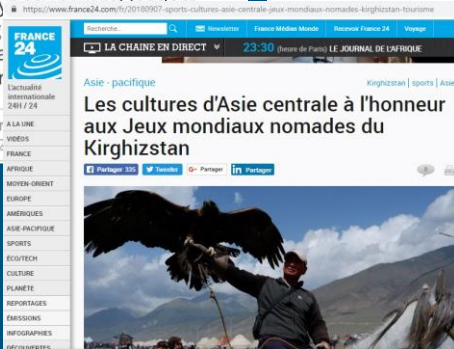 https://www.france24.com/fr/20180907-sports-cultures-asie-centrale-jeux-mondiaux-nomades-kirghizstan-tourisme
FRANCE
24
L'actualité
internationale
24H / 24
Recherche..
Newsletter
France Médias Monde
Recevoir France 24
Voyage
LA CHAINE EN DIRECT
23:30 (heure de Paris) LE JOURNAL DE L'AFRIQUE
A LA UNE
VIDÉOS
FRANCE
AFRIQUE
MOYEN-ORIENT
EUROPE
AMÉRIQUES
ASIE-PACIFIQUE
SPORTS
ÉCO/TECH
CULTURE
PLANÈTE
REPORTAGES
ÉMISSIONS
INFOGRAPHIES
DÉCOUVERTES
Asie - pacifique
Kirghizstan | sports | Asie
Les cultures d'Asie centrale à l'honneur
aux Jeux mondiaux nomades du
Kirghizstan
Partager 335
Tweeter
G+ Partager
in Partager